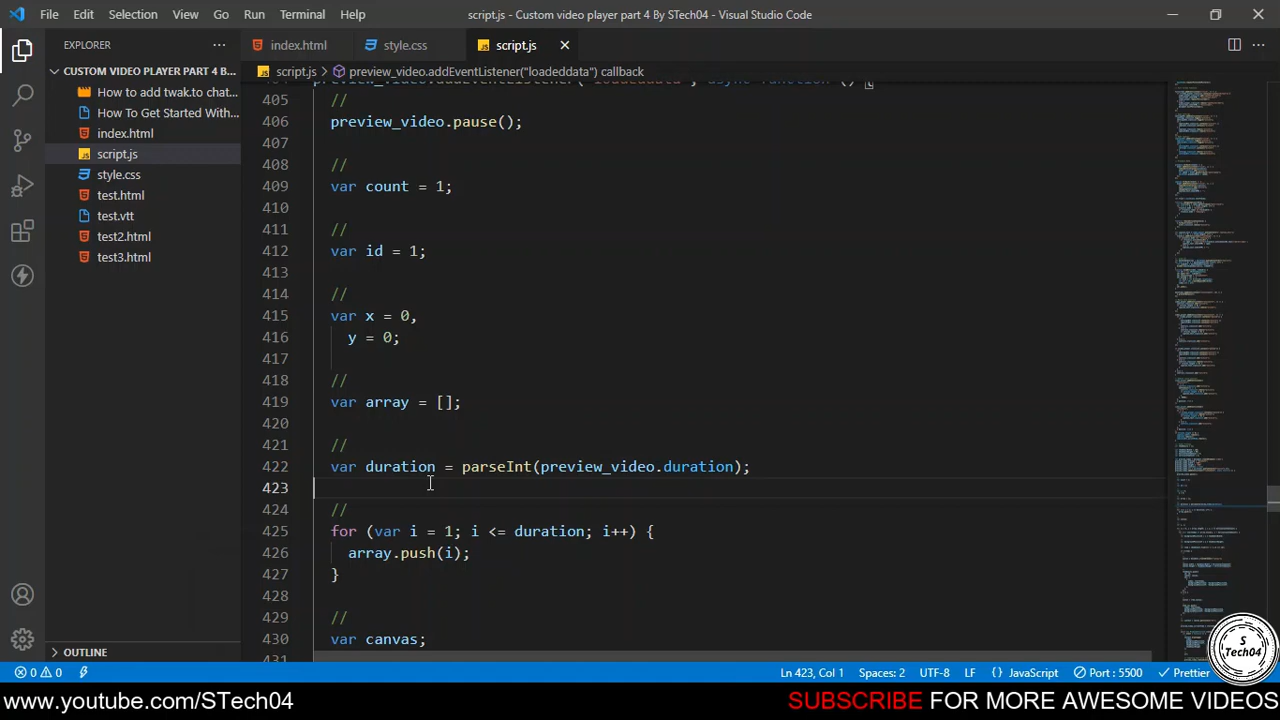 File Edit Selection View Go Run Terminal Help
script.js - Custom video player part 4 By STech04 - Visual Studio Code
EXPLORER
index.html
style.css
script.js
CUSTOM VIDEO PLAYER PART 4 B...
script.js > preview_video.addEventListener("loadeddata") callback
How to add twak.to chat...
How To Get Started With...
index.html
script.js
style.css
test.html
test.vtt
test2.html
test3.html
405 //
406 preview_video.pause();
407
408 //
409 var count = 1;
410
411 //
412 var id = 1;
413
414 //
415 var x = 0,
416 y = 0,
417
418 //
419 var array = [];
420
421 //
422 var duration = parseInt(preview_video.duration);
423
424 //
425 for (var i = 1; i < duration; i++) {
426 array.push(i);
427
428
429 //
430 var canvas;
431
OUTLINE
0 0
Ln 423, Col 1 Spaces: 2 UTF-8 LF JavaScript Port : 5500 Prettier
S
Tech04
www.youtube.com/STech04
SUBSCRIBE FOR MORE AWESOME VIDEOS